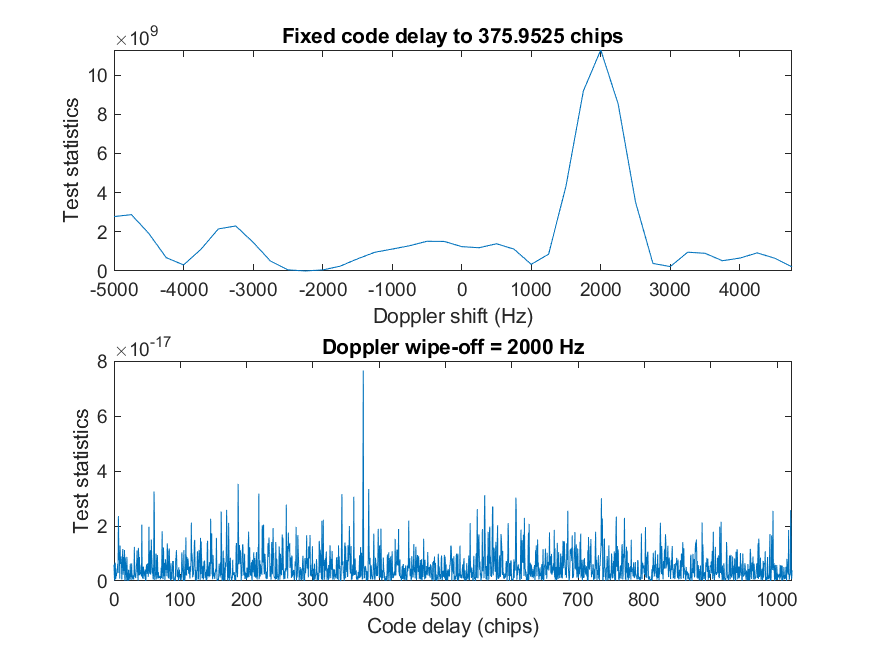 Fixed code delay to 375.9525 chips
×10⁹
10
8
6
4
2
0
Test statistics
-5000 -4000 -3000 -2000 -1000 0 1000 2000 3000 4000
Doppler shift (Hz)
Doppler wipe-off = 2000 Hz
×10⁻¹⁷
8
6
4
2
0
Test statistics
0 100 200 300 400 500 600 700 800 900 1000
Code delay (chips)